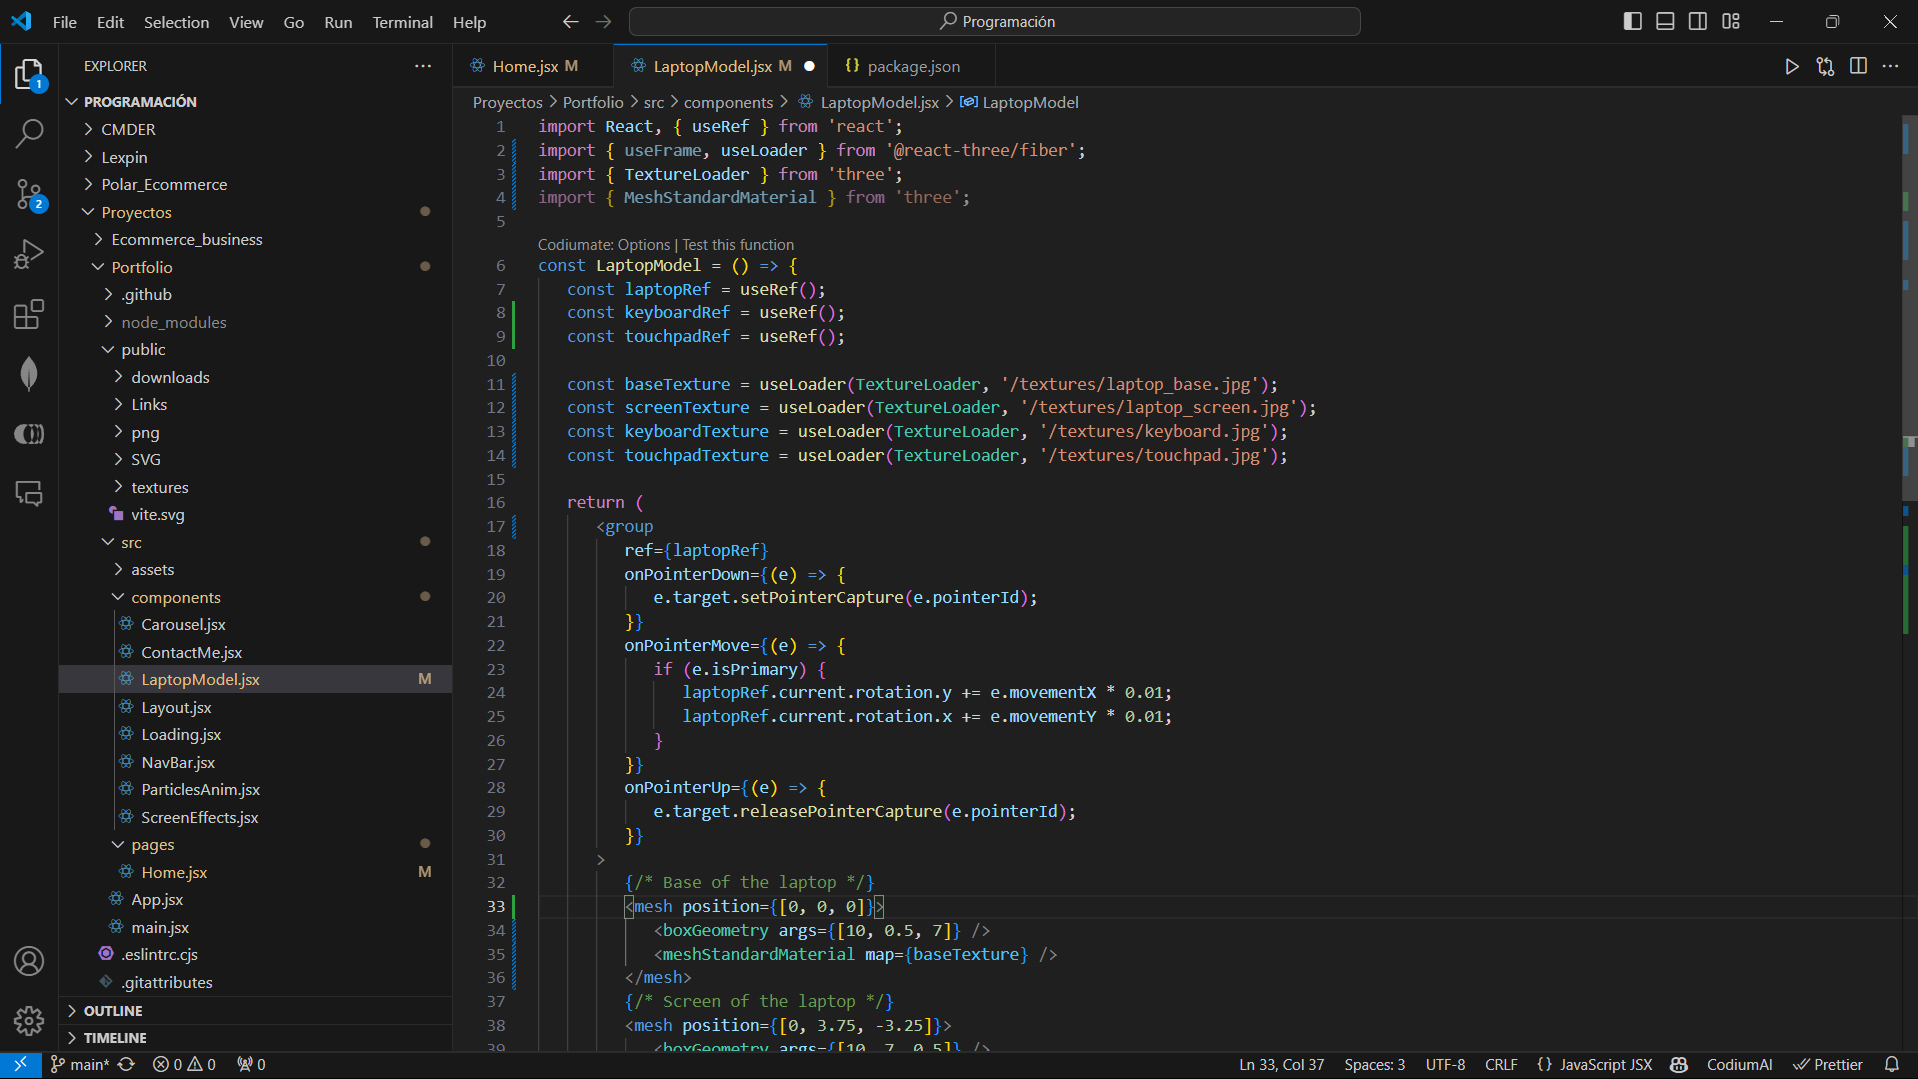 File Edit Selection View Go Run Terminal Help
Programación
EXPLORER
Home.jsx M
LaptopModel.jsx M
{} package.json
PROGRAMACIÓN
CMDER
Lexpin
Polar_Ecommerce
Proyectos
Ecommerce_business
Portfolio
.github
node_modules
public
downloads
Links
png
SVG
textures
vite.svg
src
assets
components
Carousel.jsx
ContactMe.jsx
LaptopModel.jsx M
Layout.jsx
Loading.jsx
NavBar.jsx
ParticlesAnim.jsx
ScreenEffects.jsx
pages
Home.jsx M
App.jsx
main.jsx
.eslintrc.cjs
.gitattributes
OUTLINE
TIMELINE
1
2
Proyectos > Portfolio > src > components > LaptopModel.jsx > LaptopModel
1 import React, { useRef } from 'react';
2 import { useFrame, useLoader } from '@react-three/fiber';
3 import { TextureLoader } from 'three';
4 import { MeshStandardMaterial } from 'three';
5
Codiumate: Options | Test this function
6 const LaptopModel = () => {
7 const laptopRef = useRef();
8 const keyboardRef = useRef();
9 const touchpadRef = useRef();
10
11 const baseTexture = useLoader(TextureLoader, '/textures/laptop_base.jpg');
12 const screenTexture = useLoader(TextureLoader, '/textures/laptop_screen.jpg');
13 const keyboardTexture = useLoader(TextureLoader, '/textures/keyboard.jpg');
14 const touchpadTexture = useLoader(TextureLoader, '/textures/touchpad.jpg');
15
16 return (
17 <group
18 ref={laptopRef}
19 onPointerDown={(e) => {
20 e.target.setPointerCapture(e.pointerId);
21 }}
22 onPointerMove={(e) => {
23 if (e.isPrimary) {
24 laptopRef.current.rotation.y += e.movementX * 0.01;
25 laptopRef.current.rotation.x += e.movementY * 0.01;
26 }
27 }}
28 onPointerUp={(e) => {
29 e.target.releasePointerCapture(e.pointerId);
30 }}
31 >
32 {/* Base of the laptop */}
33 <mesh position={[0, 0, 0]}>
34 <boxGeometry args={[10, 0.5, 7]} />
35 <meshStandardMaterial map={baseTexture} />
36 </mesh>
37 {/* Screen of the laptop */}
38 <mesh position={[0, 3.75, -3.25]}>
39 <boxGeometry args={[10, 7, 0.5]} />
main* 0 0 0 Ln 33, Col 37 Spaces: 3 UTF-8 CRLF {} JavaScript JSX CodiumAI Prettier